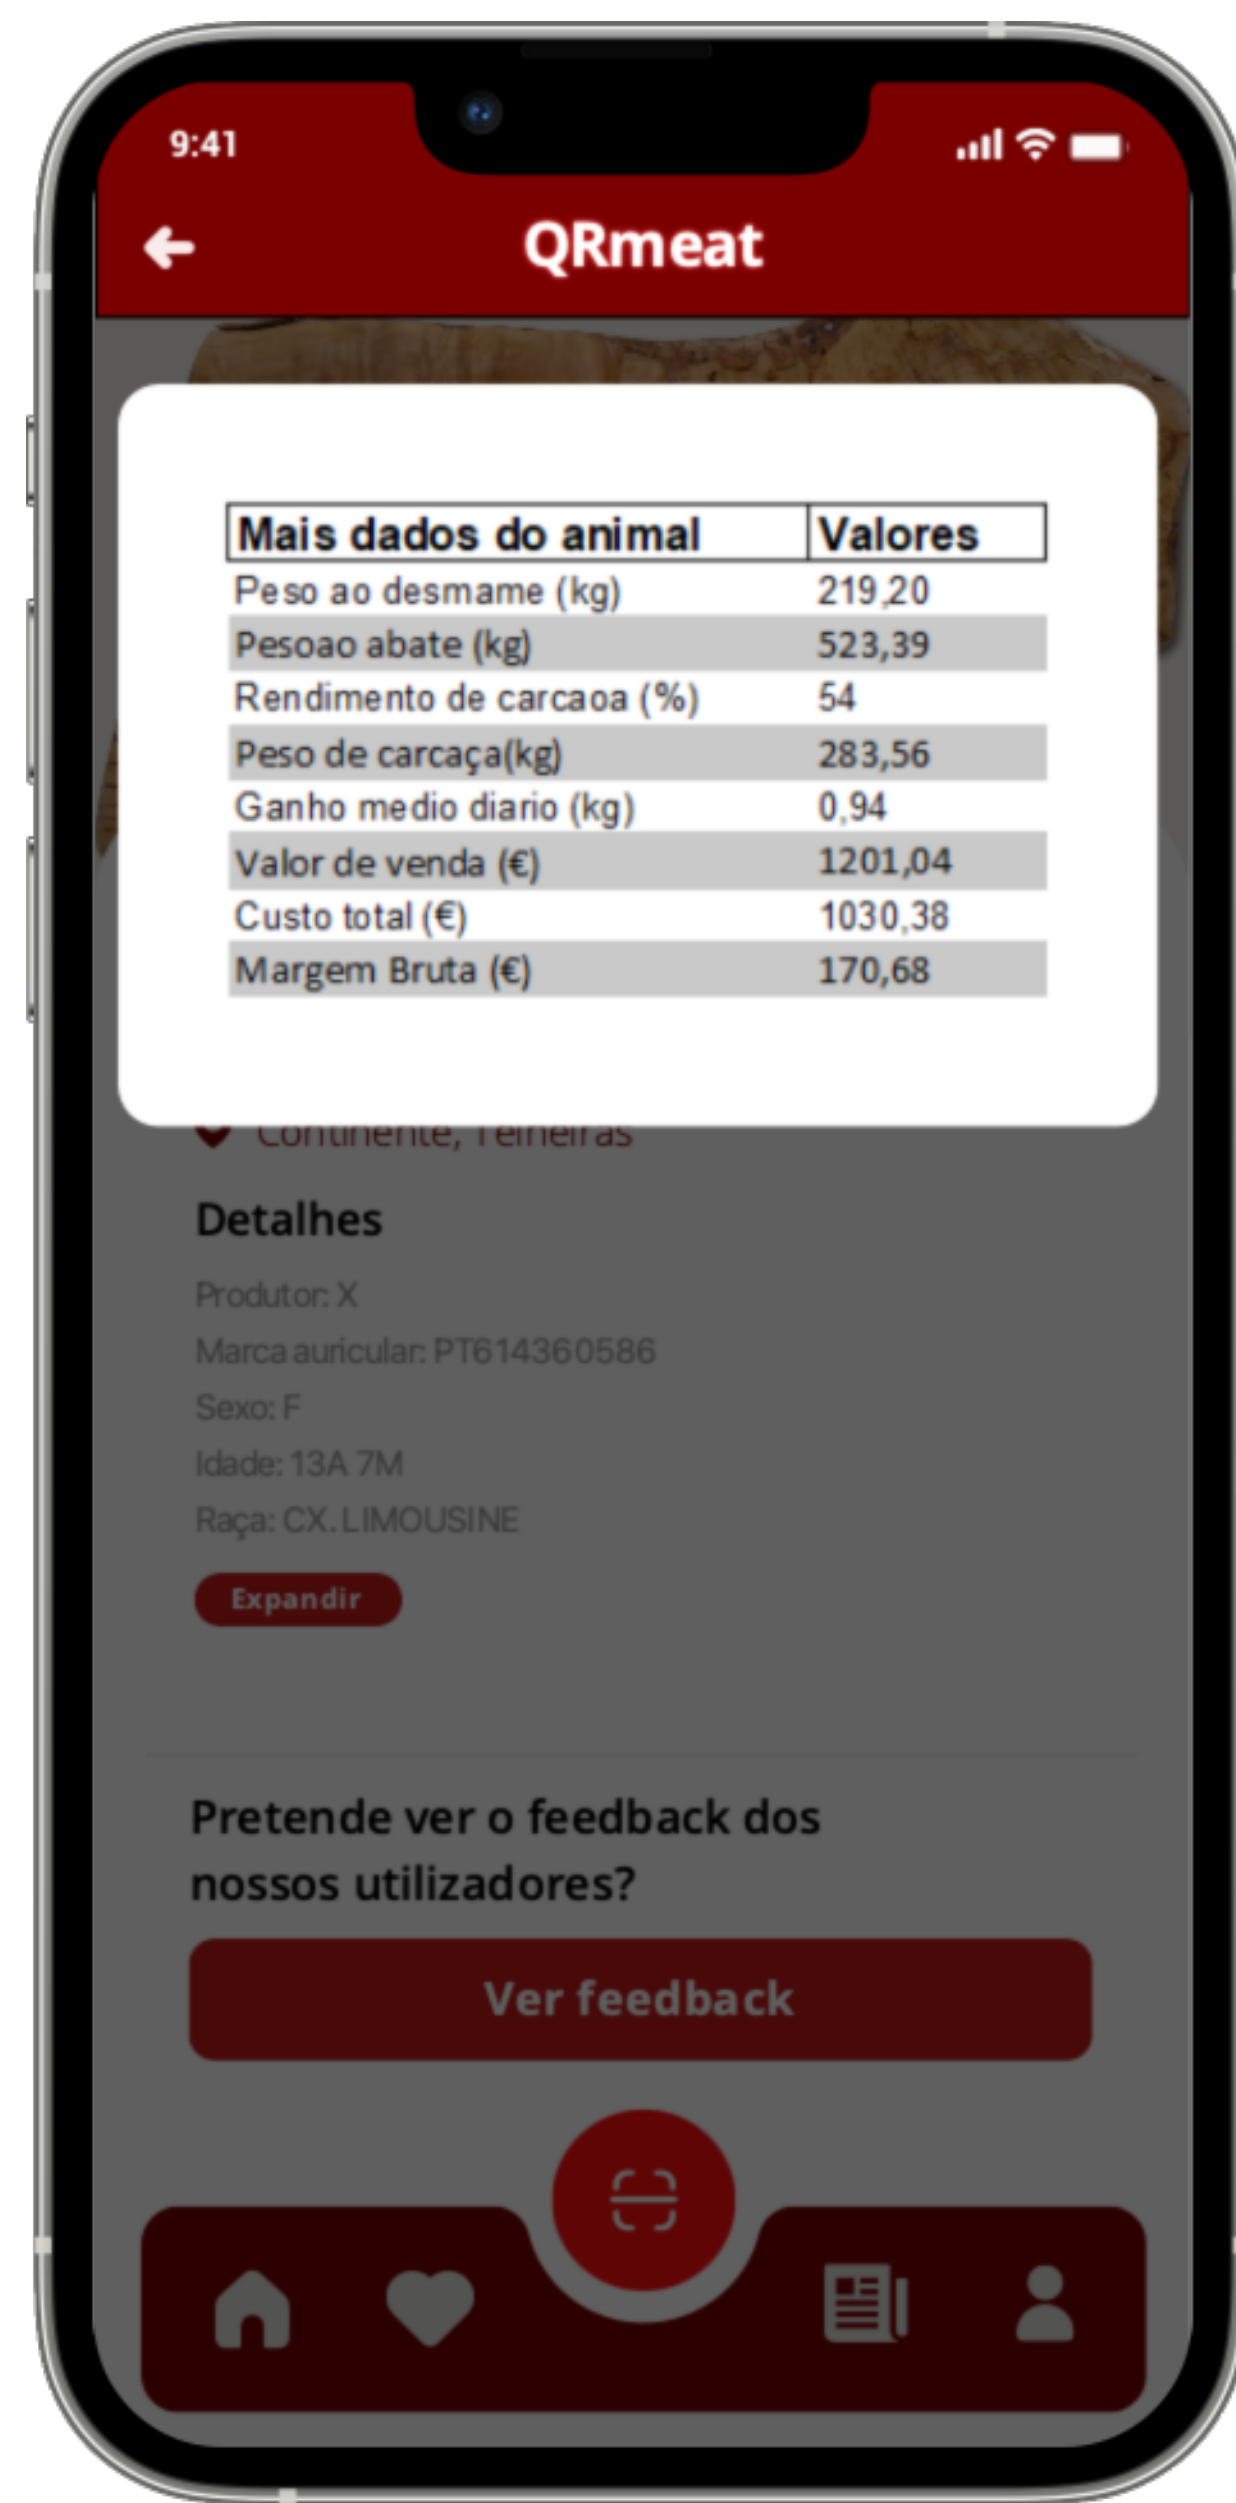 9:41
QRmeat
Mais dados do animal Valores
Peso ao desmame (kg) 219,20
Pesoao abate (kg) 523,39
Rendimento de carcaoa (%) 54
Peso de carcaça(kg) 283,56
Ganho medio diario (kg) 0,94
Valor de venda (€) 1201,04
Custo total (€) 1030,38
Margem Bruta (€) 170,68
Continente, Telheiras
Detalhes
Produtor: X
Marca auricular: PT614360586
Sexo: F
Idade: 13A 7M
Raça: CX. LIMOUSINE
Expandir
Pretende ver o feedback dos
nossos utilizadores?
Ver feedback